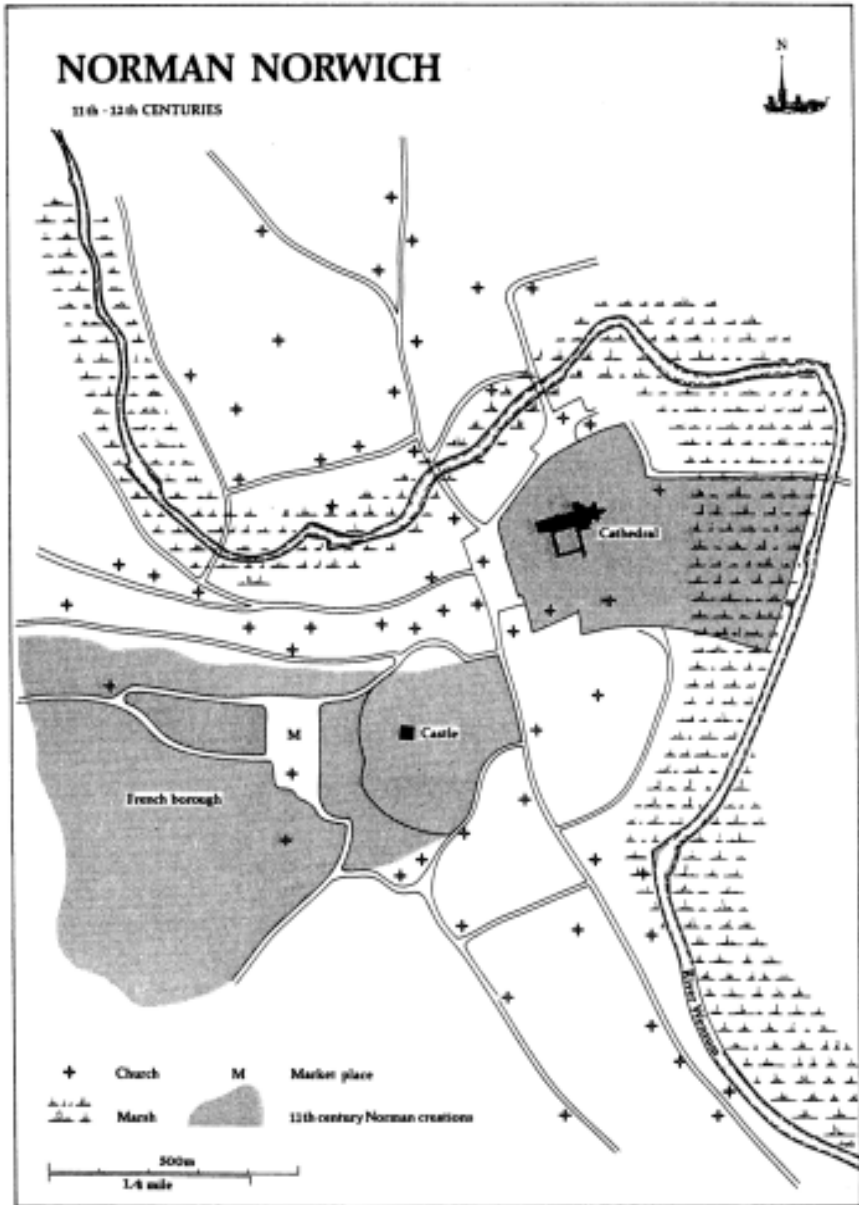 NORMAN NORWICH
N
11th - 12th CENTURIES
Cathedral
M
Castle
French borough
River Wensum
Church
M
Market place
Marsh
11th century Norman creations
500m
1.4 mile